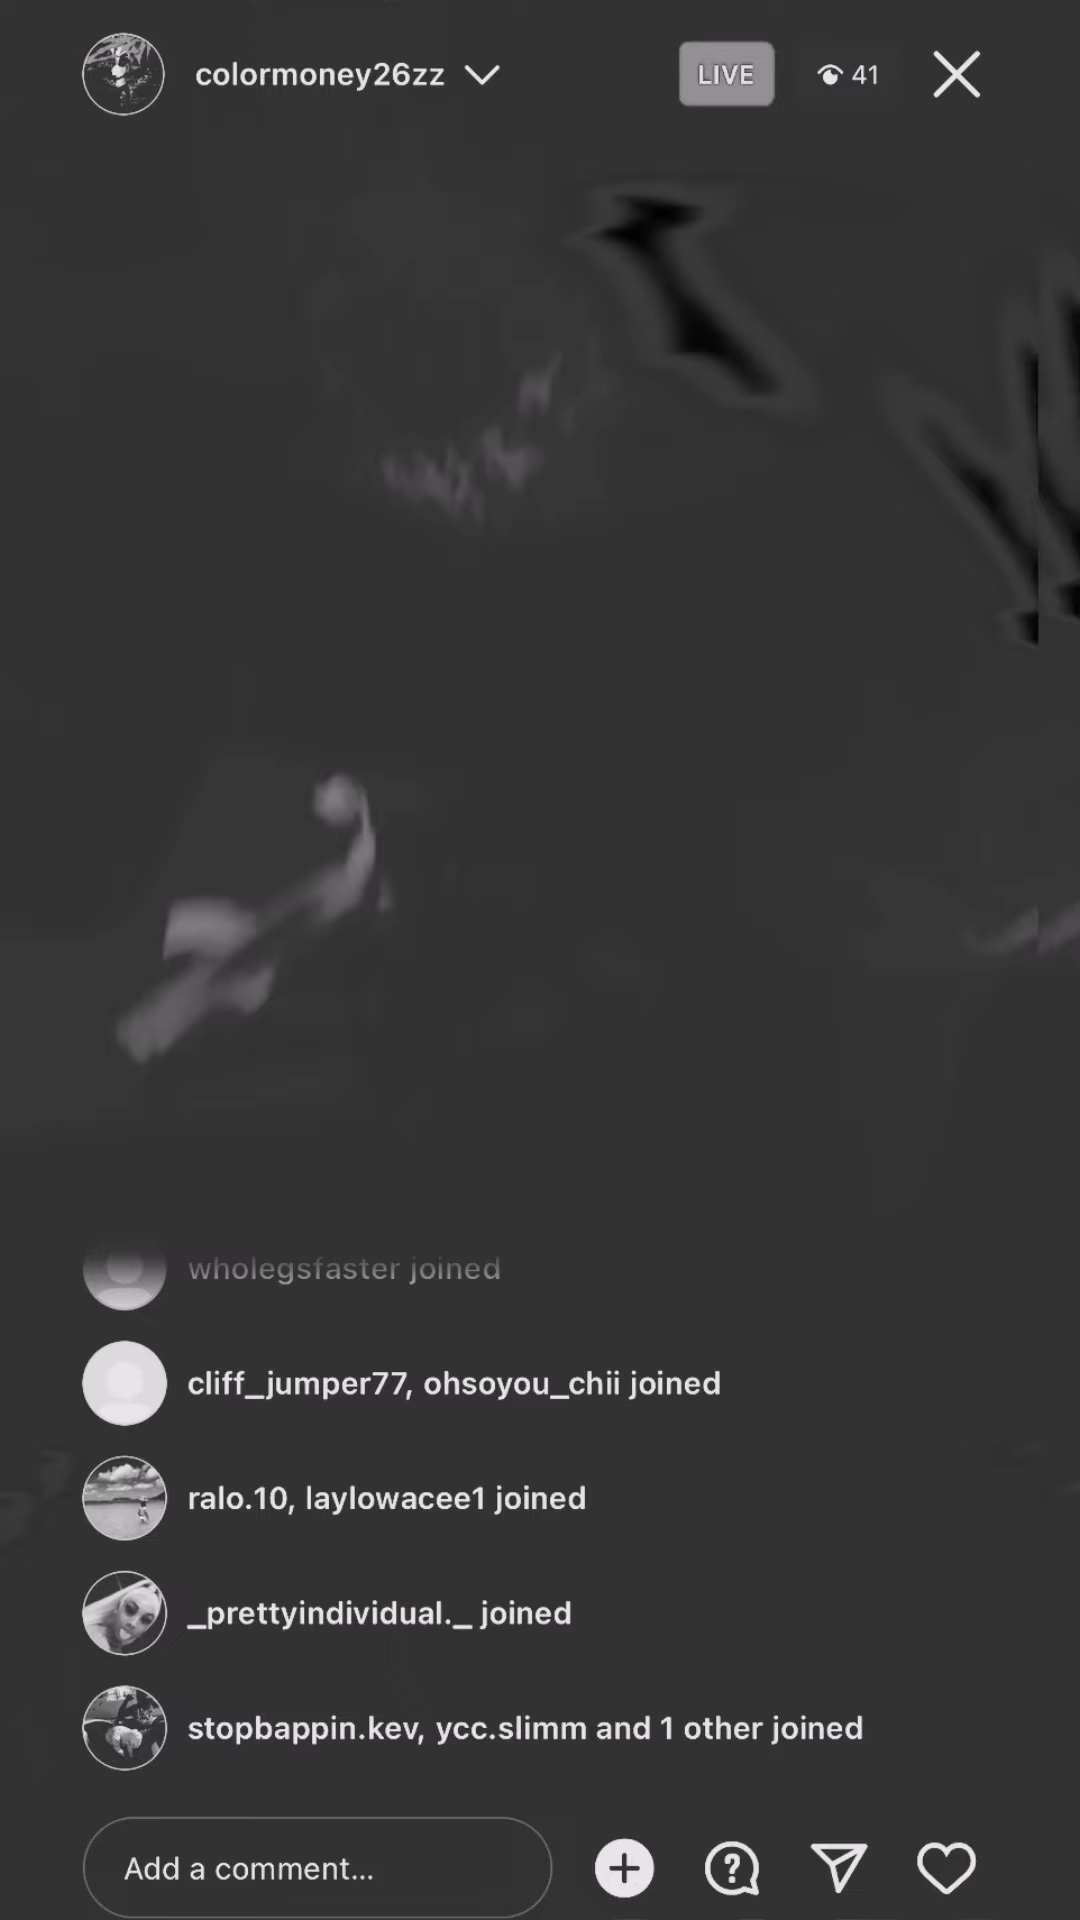 colormoney26zz
LIVE
41
wholegsfaster joined
cliff_jumper77, ohsoyou_chii joined
ralo.10, laylowacee1 joined
_prettyindividual._ joined
stopbappin.kev, ycc.slimm and 1 other joined
Add a comment...